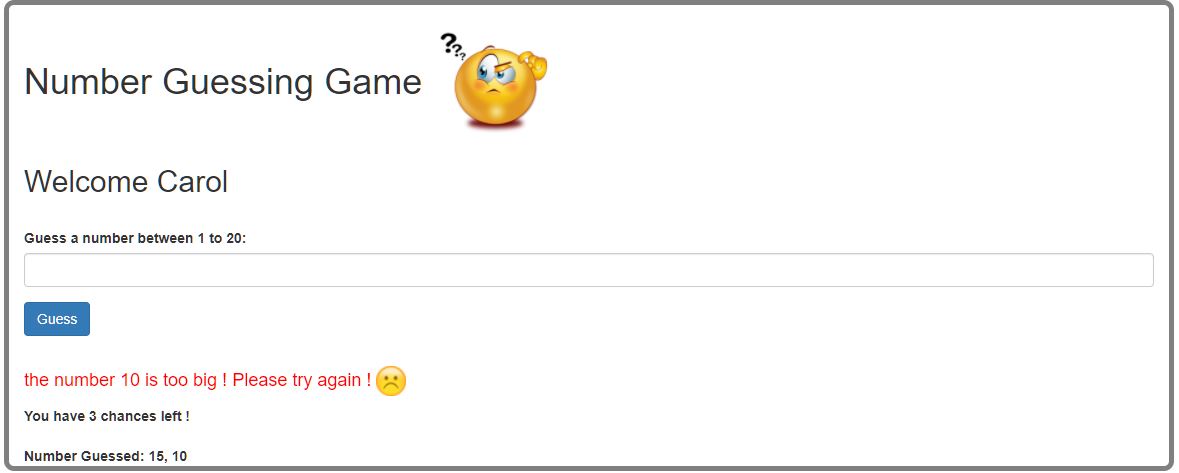 Number Guessing Game
???
Welcome Carol
Guess a number between 1 to 20:
Guess
the number 10 is too big ! Please try again !
You have 3 chances left !
Number Guessed: 15, 10